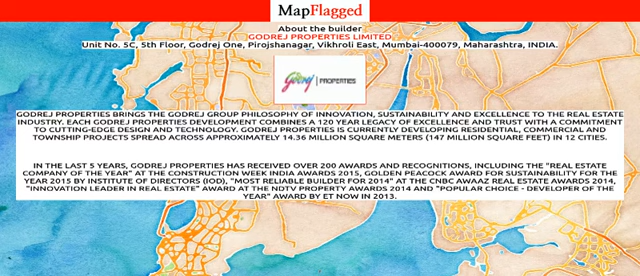 MapFlagged
About the builder
GODREJ PROPERTIES LIMITED
Unit No. 5C, 5th Floor, Godrej One, Pirojshanagar, Vikhroli East, Mumbai-400079, Maharashtra, INDIA.
Godrej | PROPERTIES
GODREJ PROPERTIES BRINGS THE GODREJ GROUP PHILOSOPHY OF INNOVATION, SUSTAINABILITY AND EXCELLENCE TO THE REAL ESTATE
INDUSTRY. EACH GODREJ PROPERTIES DEVELOPMENT COMBINES A 120 YEAR LEGACY OF EXCELLENCE AND TRUST WITH A COMMITMENT
TO CUTTING-EDGE DESIGN AND TECHNOLOGY. GODREJ PROPERTIES IS CURRENTLY DEVELOPING RESIDENTIAL, COMMERCIAL AND
TOWNSHIP PROJECTS SPREAD ACROSS APPROXIMATELY 14.36 MILLION SQUARE METERS (147 MILLION SQUARE FEET) IN 12 CITIES.
IN THE LAST 5 YEARS, GODREJ PROPERTIES HAS RECEIVED OVER 200 AWARDS AND RECOGNITIONS, INCLUDING THE "REAL ESTATE
COMPANY OF THE YEAR" AT THE CONSTRUCTION WEEK INDIA AWARDS 2015, GOLDEN PEACOCK AWARD FOR SUSTAINABILITY FOR THE
YEAR 2015 BY INSTITUTE OF DIRECTORS (IOD), "MOST RELIABLE BUILDER FOR 2014" AT THE CNBC AWAAZ REAL ESTATE AWARDS 2014,
"INNOVATION LEADER IN REAL ESTATE" AWARD AT THE NDTV PROPERTY AWARDS 2014 AND "POPULAR CHOICE - DEVELOPER OF THE
YEAR" AWARD BY ET NOW IN 2013.